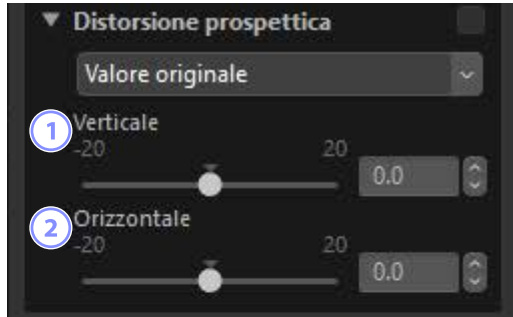 Distorsione prospettica
Valore originale
1 Verticale
-20 20
0.0
2 Orizzontale
-20 20
0.0